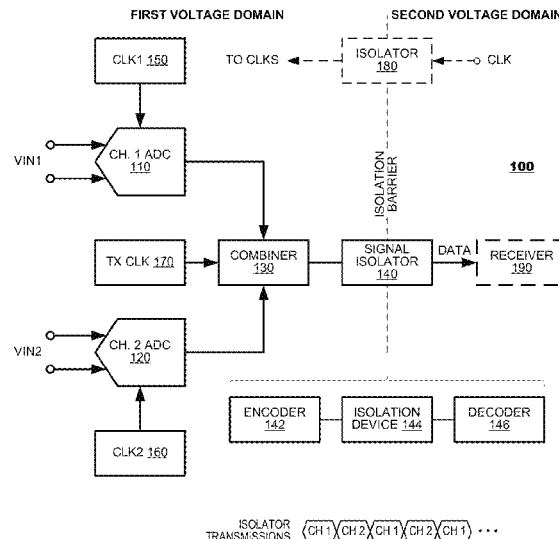 FIRST VOLTAGE DOMAIN
SECOND VOLTAGE DOMAIN
CLK1 150
TO CLKS
ISOLATOR
180
CLK
VIN1
CH. 1 ADC
110
ISOLATION
BARRIER
100
TX CLK 170
COMBINER
130
SIGNAL
ISOLATOR
140
DATA
RECEIVER
190
VIN2
CH. 2 ADC
120
CLK2 160
ENCODER
142
ISOLATION
DEVICE 144
DECODER
146
ISOLATOR
TRANSMISSIONS
CH 1 CH 2 CH 1 CH 2 CH 1 • • •